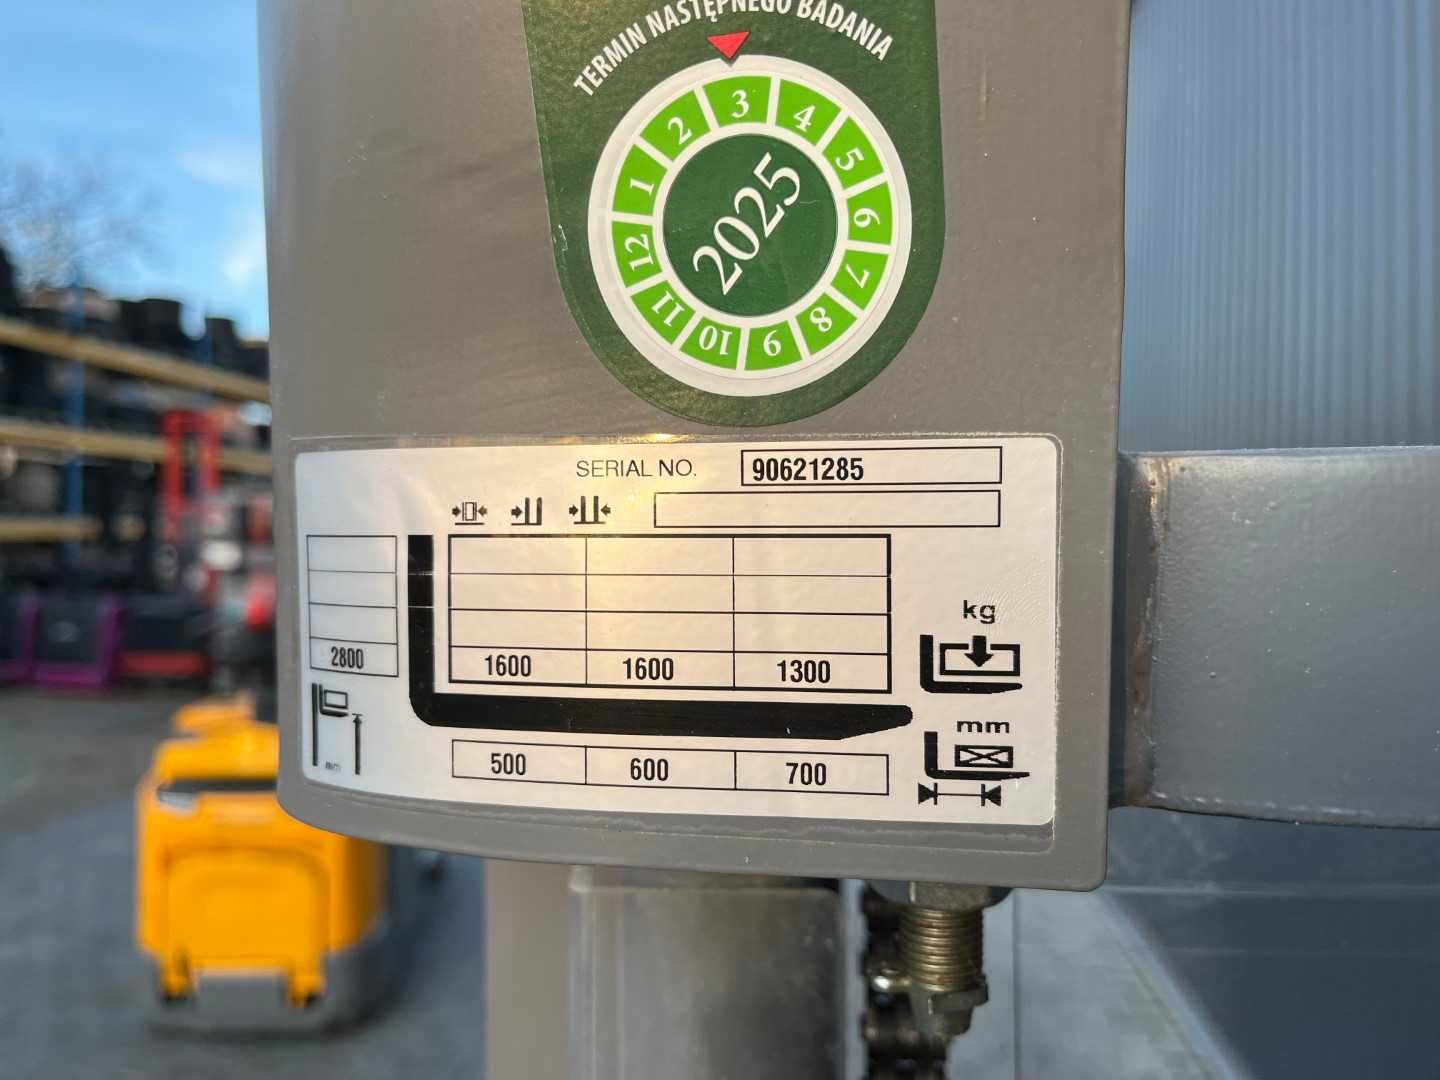 TERMIN NASTĘPNEGO BADANIA
1 2 3 4 5 6 7 8 9 10 11 12
2025
SERIAL NO. 90621285
kg
2800 1600 1600 1300
mm
500 600 700
mm